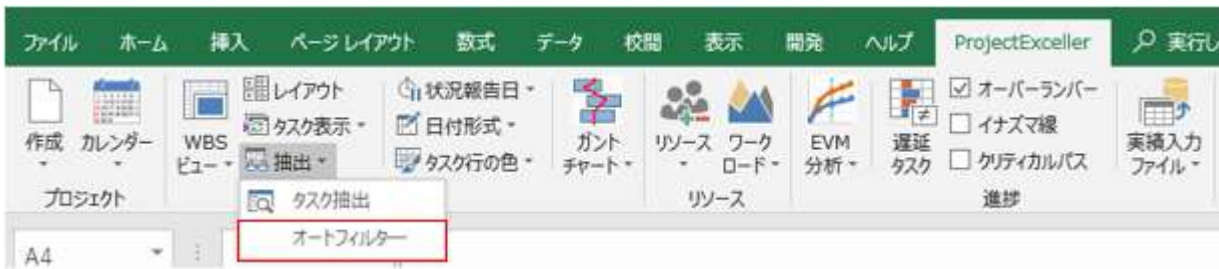 ファイル ホーム 挿入 ページ レイアウト 数式 データ 校閲 表示 開発 ヘルプ ProjectExceller 実行し
作成
カレンダー
プロジェクト
WBS
ビュー
レイアウト
タスク表示
抽出
状況報告日
日付形式
タスク行の色
ガント
チャート
リソース
ワーク
ロード
リソース
EVM
分析
遅延
タスク
オーバーランバー
イナズマ線
クリティカルパス
進捗
実績入力
ファイル
タスク抽出
オートフィルター
A4